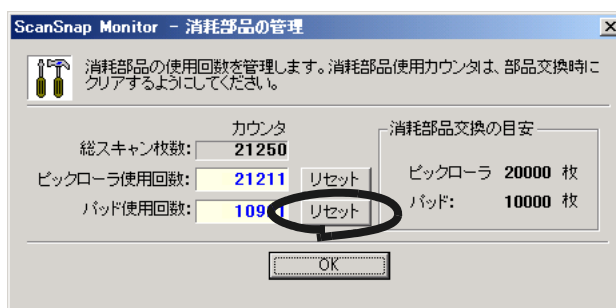 ScanSnap Monitor - 消耗部品の管理
消耗部品の使用回数を管理します。消耗部品使用カウンタは、部品交換時に
クリアするようにしてください。
カウンタ
総スキャン枚数: 21250
ピックローラ使用回数: 21211 リセット
パッド使用回数: リセット
消耗部品交換の目安
ピックローラ 20000 枚
パッド: 10000 枚
OK